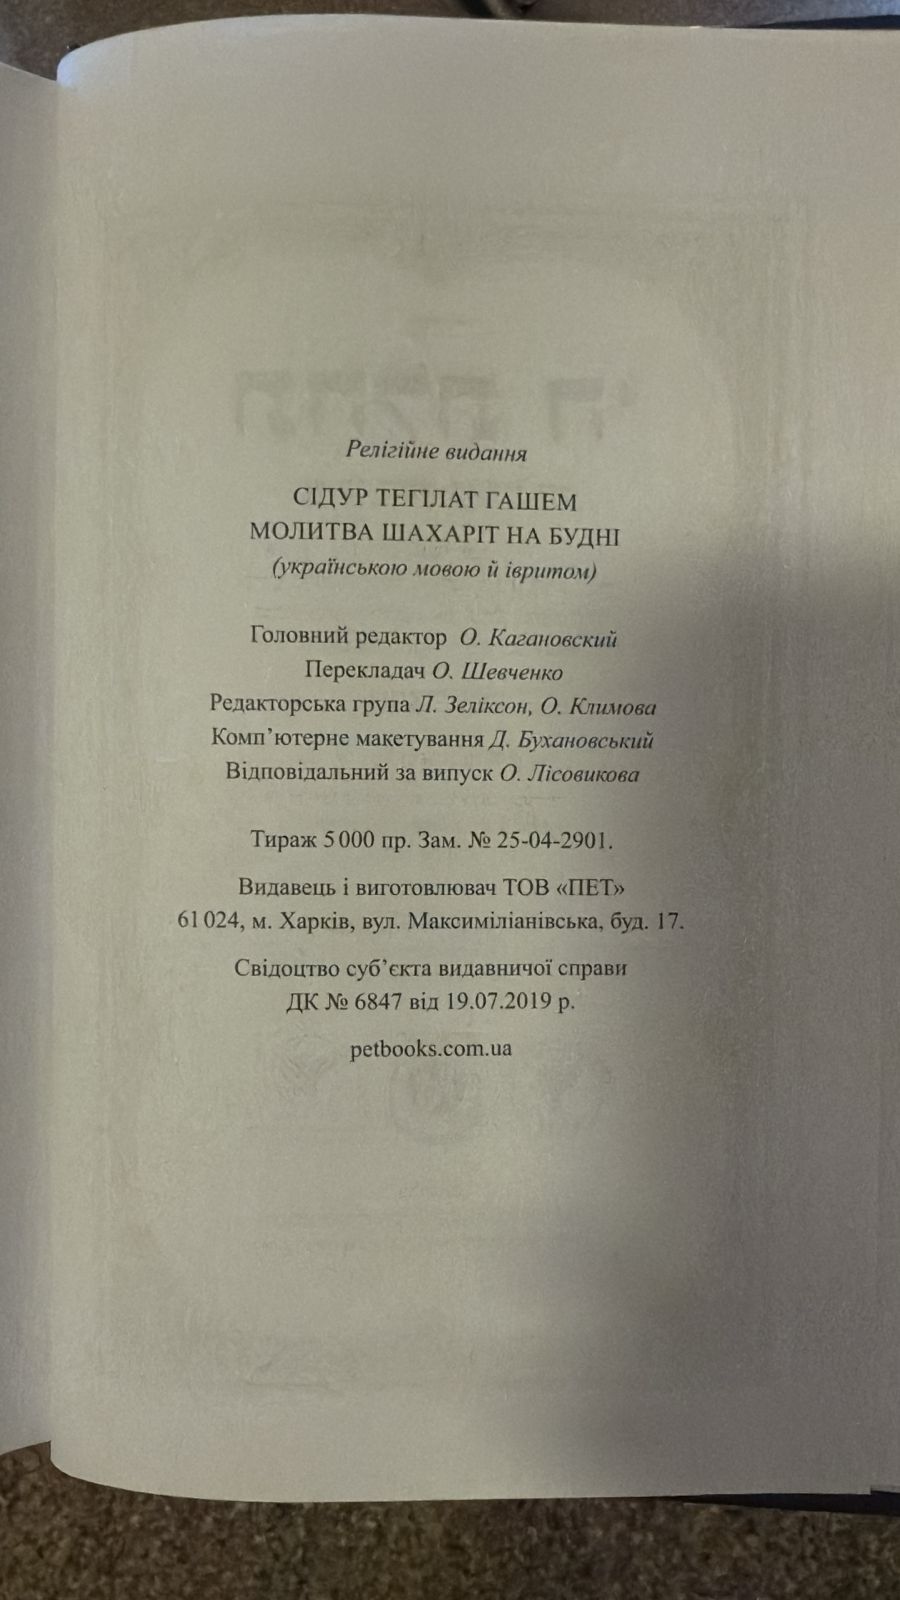 Релігійне видання
СІДУР ТЕГІЛАТ ГАШЕМ
МОЛИТВА ШАХАРІТ НА БУДНІ
(українською мовою й івритом)
Головний редактор О. Кагановский
Перекладач О. Шевченко
Редакторська група Л. Зеліксон, О. Климова
Комп’ютерне макетування Д. Бухановський
Відповідальний за випуск О. Лісовикова
Тираж 5 000 пр. Зам. № 25-04-2901.
Видавець і виготовлювач ТОВ «ПЕТ»
61 024, м. Харків, вул. Максиміліанівська, буд. 17.
Свідоцтво суб’єкта видавничої справи
ДК № 6847 від 19.07.2019 р.
petbooks.com.ua